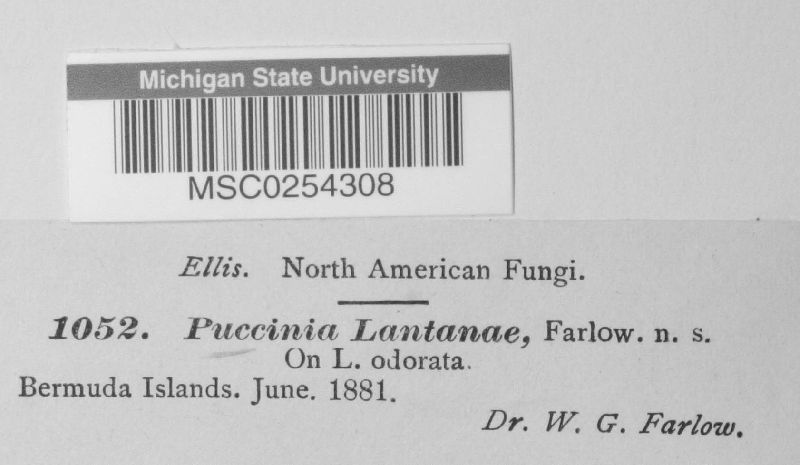 Michigan State University
MSC0254308
Ellis. North American Fungi.
1052. Puccinia Lantanae, Farlow. n. s.
On L. odorata.
Bermuda Islands. June. 1881.
Dr. W. G. Farlow.